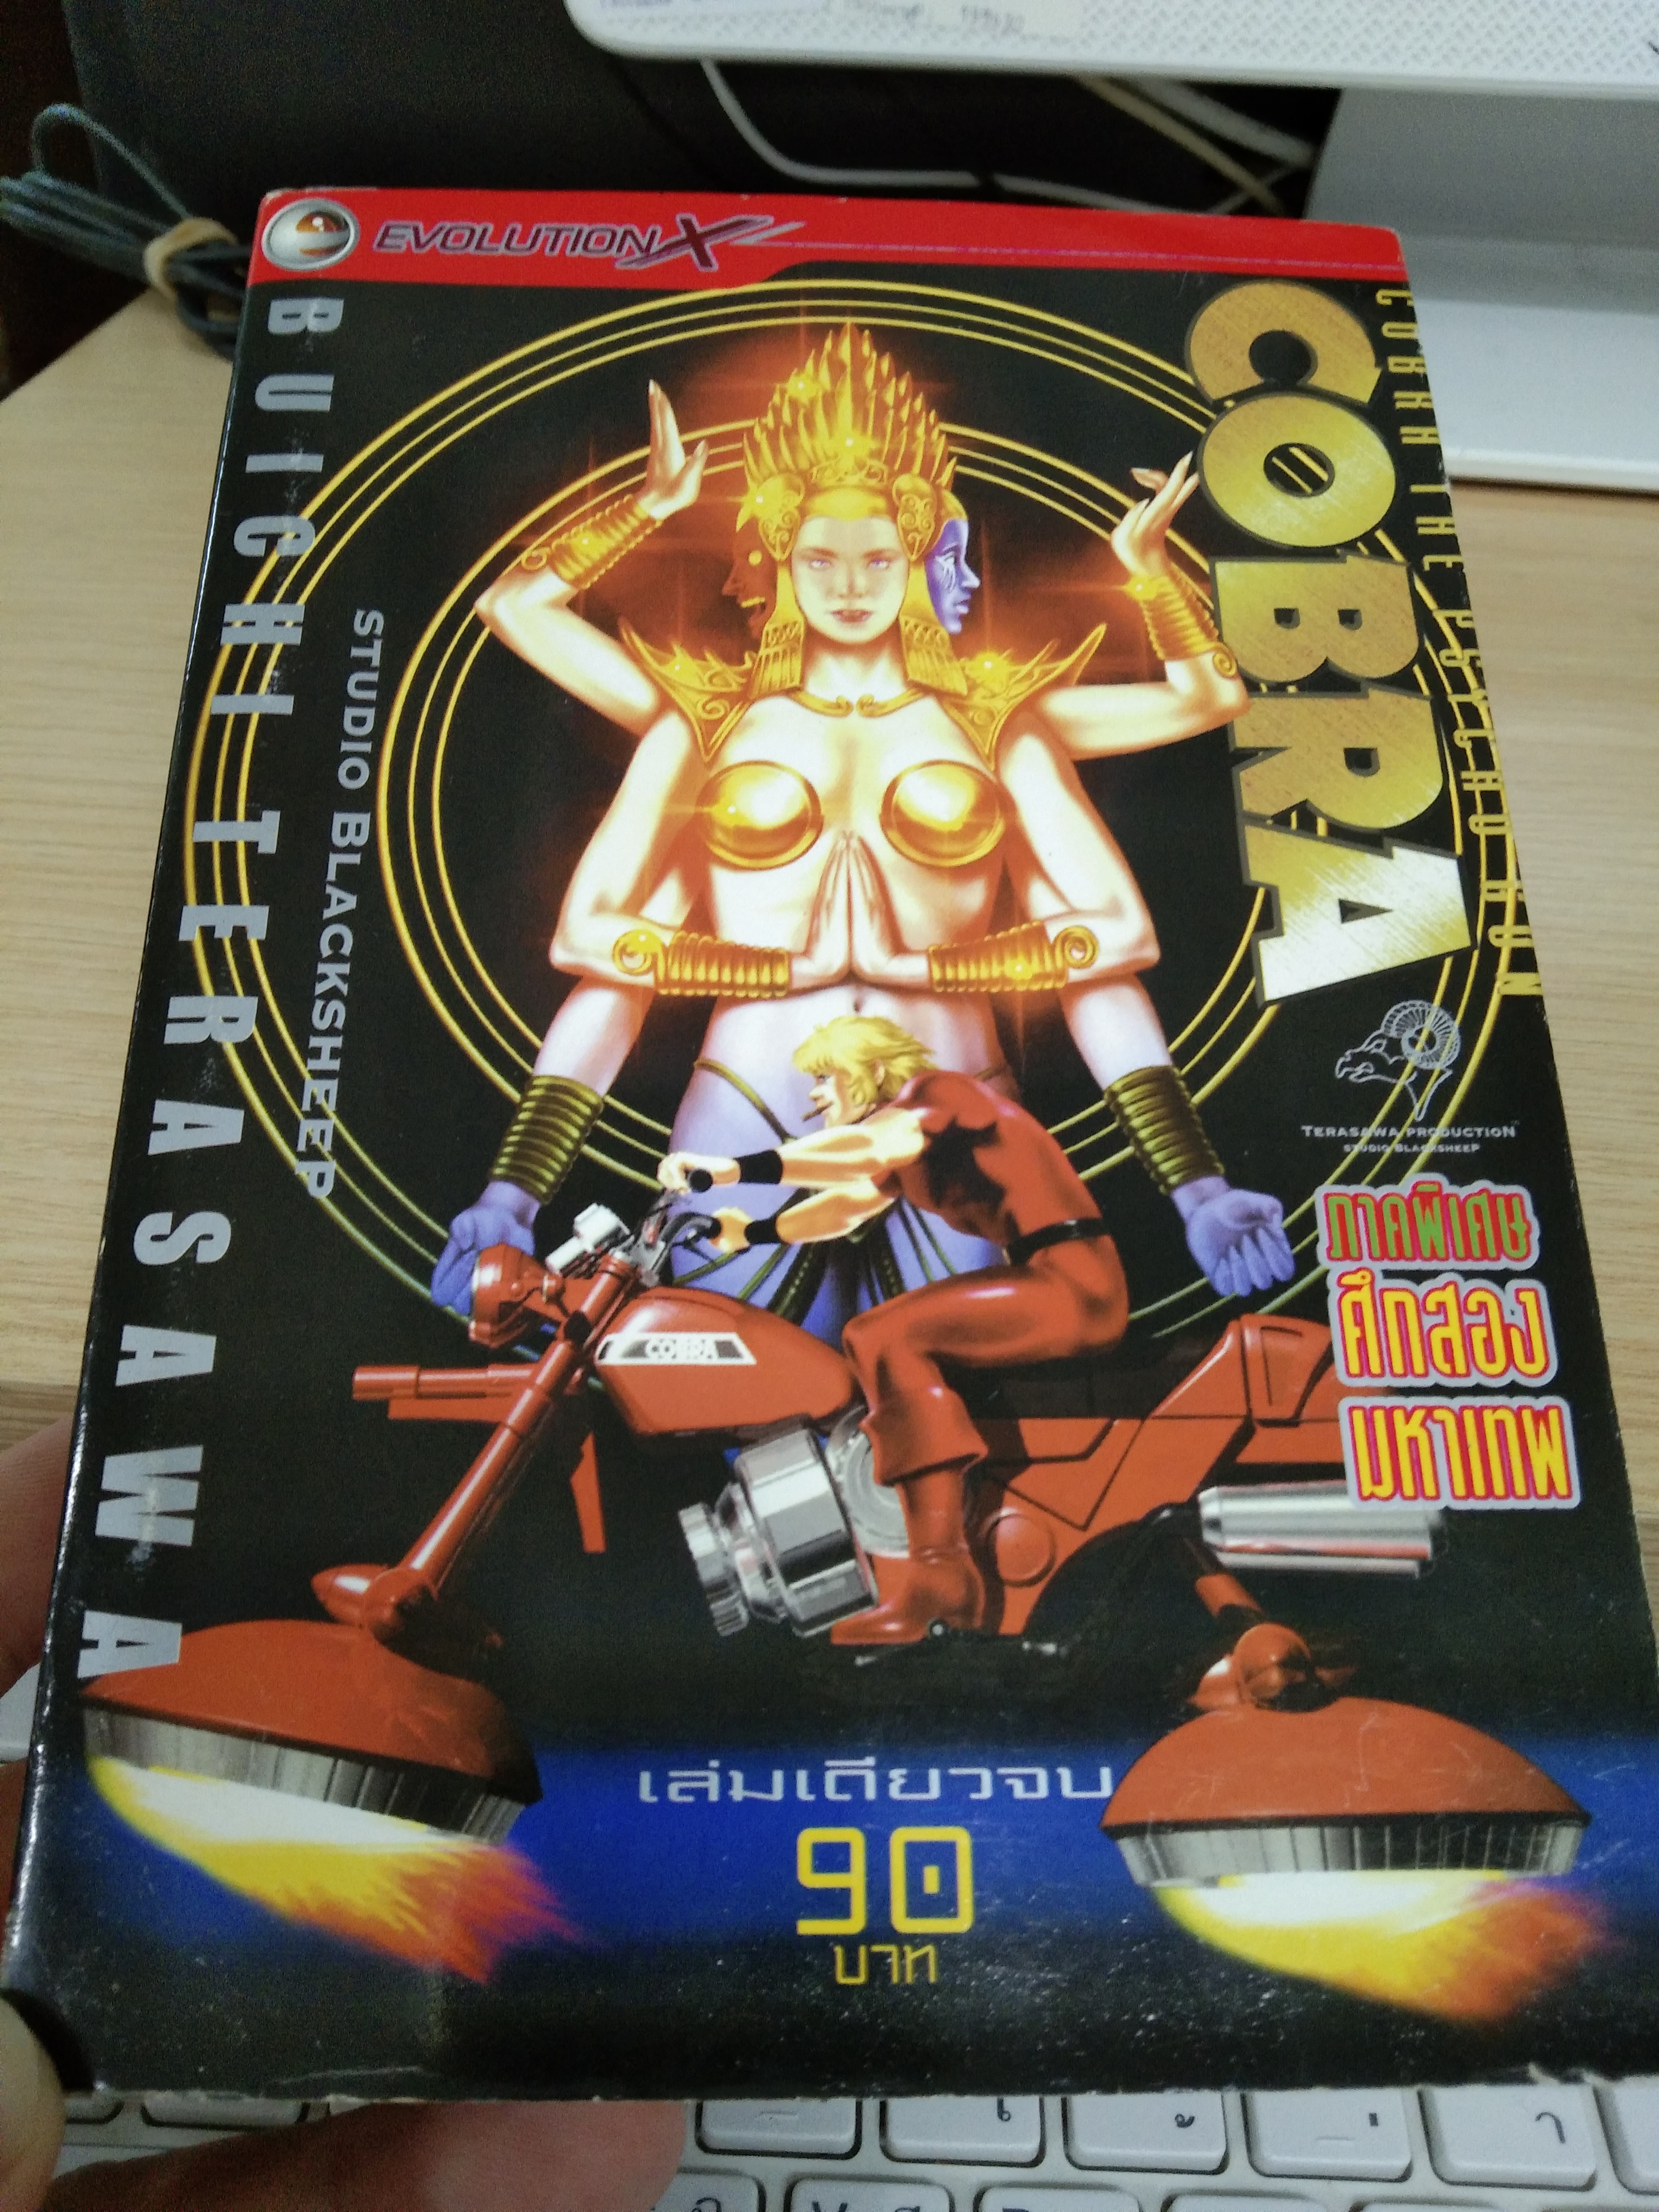 EVOLUTION X
BUICHI TERASAWA
STUDIO BLACKSHEEP
COBRA
COBRA THE PSYCHOGUN
TERASAWA PRODUCTION
STUDIO BLACKSHEEP
ภาคพิเศษ
ศึกสอง
มหาเทพ
COBRA
เล่มเดียวจบ
90
บาท